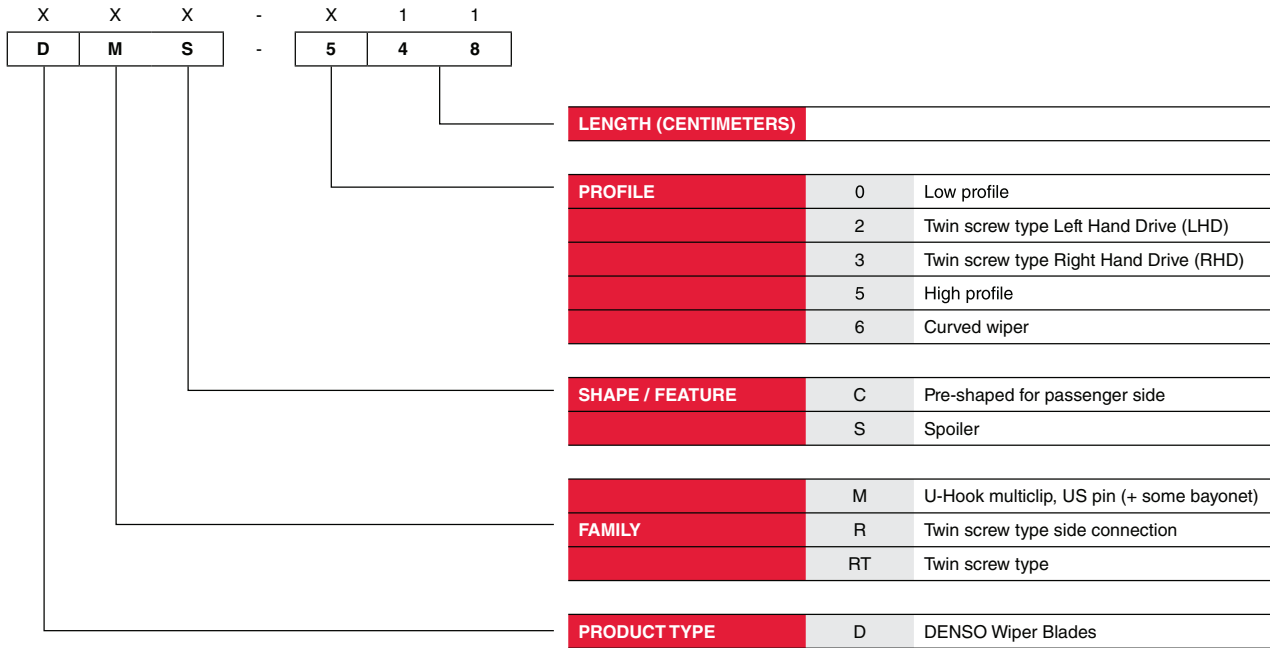 X X X - X 1 1
D M S - 5 4 8
LENGTH (CENTIMETERS)
PROFILE 0 Low profile
2 Twin screw type Left Hand Drive (LHD)
3 Twin screw type Right Hand Drive (RHD)
5 High profile
6 Curved wiper
SHAPE / FEATURE C Pre-shaped for passenger side
S Spoiler
M U-Hook multiclip, US pin (+ some bayonet)
FAMILY R Twin screw type side connection
RT Twin screw type
PRODUCT TYPE D DENSO Wiper Blades